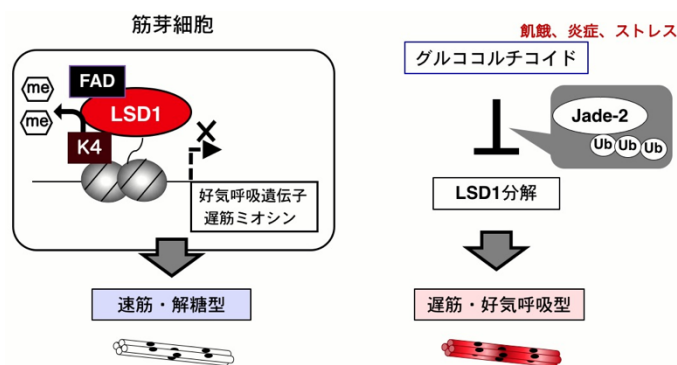 筋芽細胞
me
me
FAD
LSD1
K4
×
好気呼吸遺伝子
遅筋ミオシン
速筋・解糖型
飢餓、炎症、ストレス
グルココルチコイド
Jade-2
Ub Ub Ub
LSD1分解
遅筋・好気呼吸型